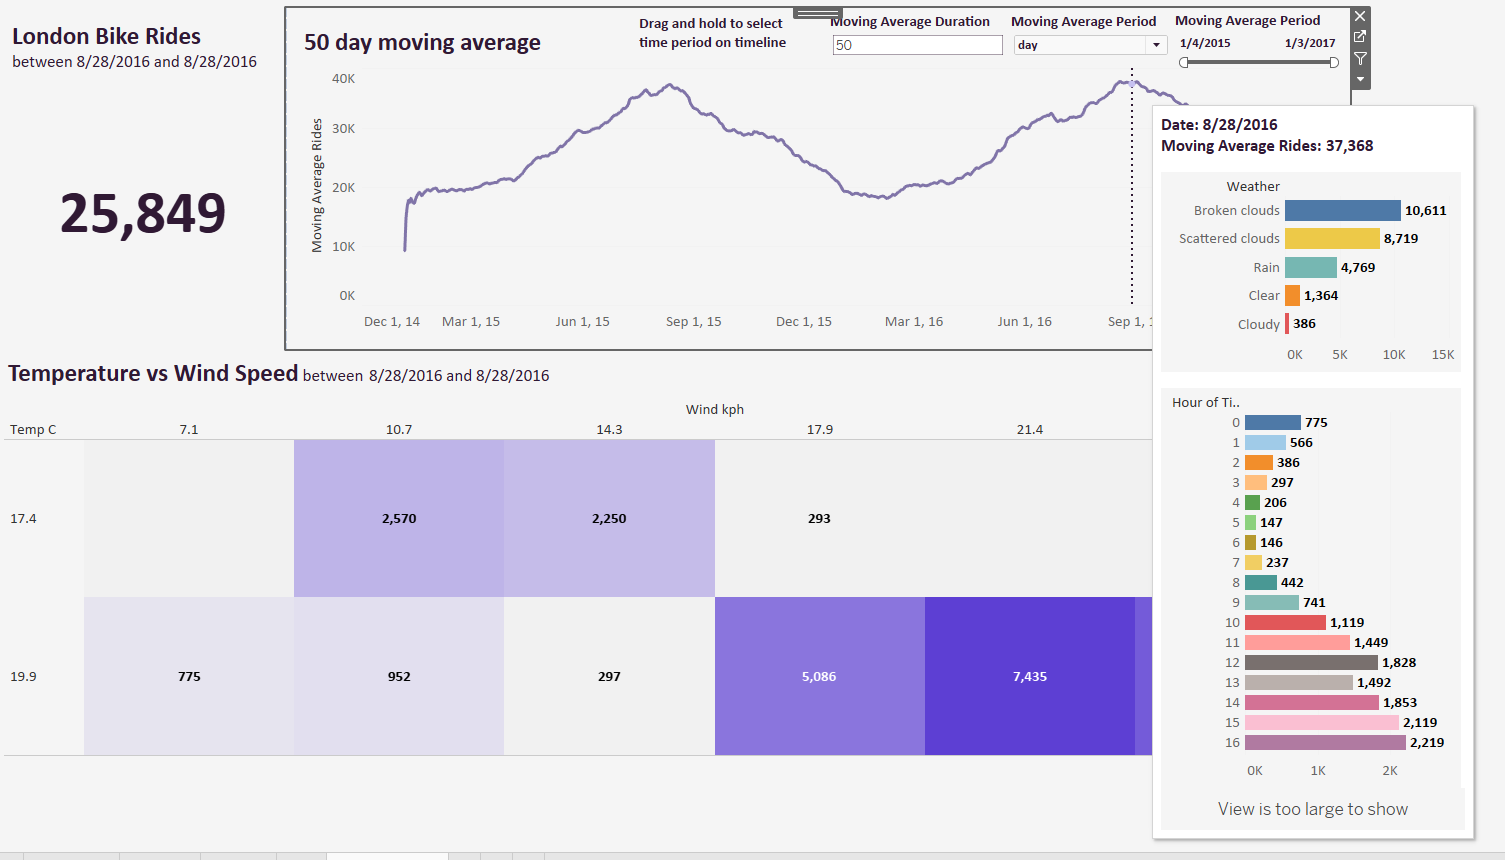 London Bike Rides
between 8/28/2016 and 8/28/2016
25,849
50 day moving average
Drag and hold to select
time period on timeline
Moving Average Duration
50
Moving Average Period
day
Moving Average Period
1/4/2015 1/3/2017
Moving Average Rides
40K
30K
20K
10K
0K
Dec 1, 14 Mar 1, 15 Jun 1, 15 Sep 1, 15 Dec 1, 15 Mar 1, 16 Jun 1, 16 Sep 1, 1
Date: 8/28/2016
Moving Average Rides: 37,368
Weather
Broken clouds 10,611
Scattered clouds 8,719
Rain 4,769
Clear 1,364
Cloudy 386
0K 5K 10K 15K
Hour of Ti..
0 775
1 566
2 386
3 297
4 206
5 147
6 146
7 237
8 442
9 741
10 1,119
11 1,449
12 1,828
13 1,492
14 1,853
15 2,119
16 2,219
0K 1K 2K
View is too large to show
Temperature vs Wind Speed between 8/28/2016 and 8/28/2016
Wind kph
Temp C 7.1 10.7 14.3 17.9 21.4
17.4 2,570 2,250 293
19.9 775 952 297 5,086 7,435